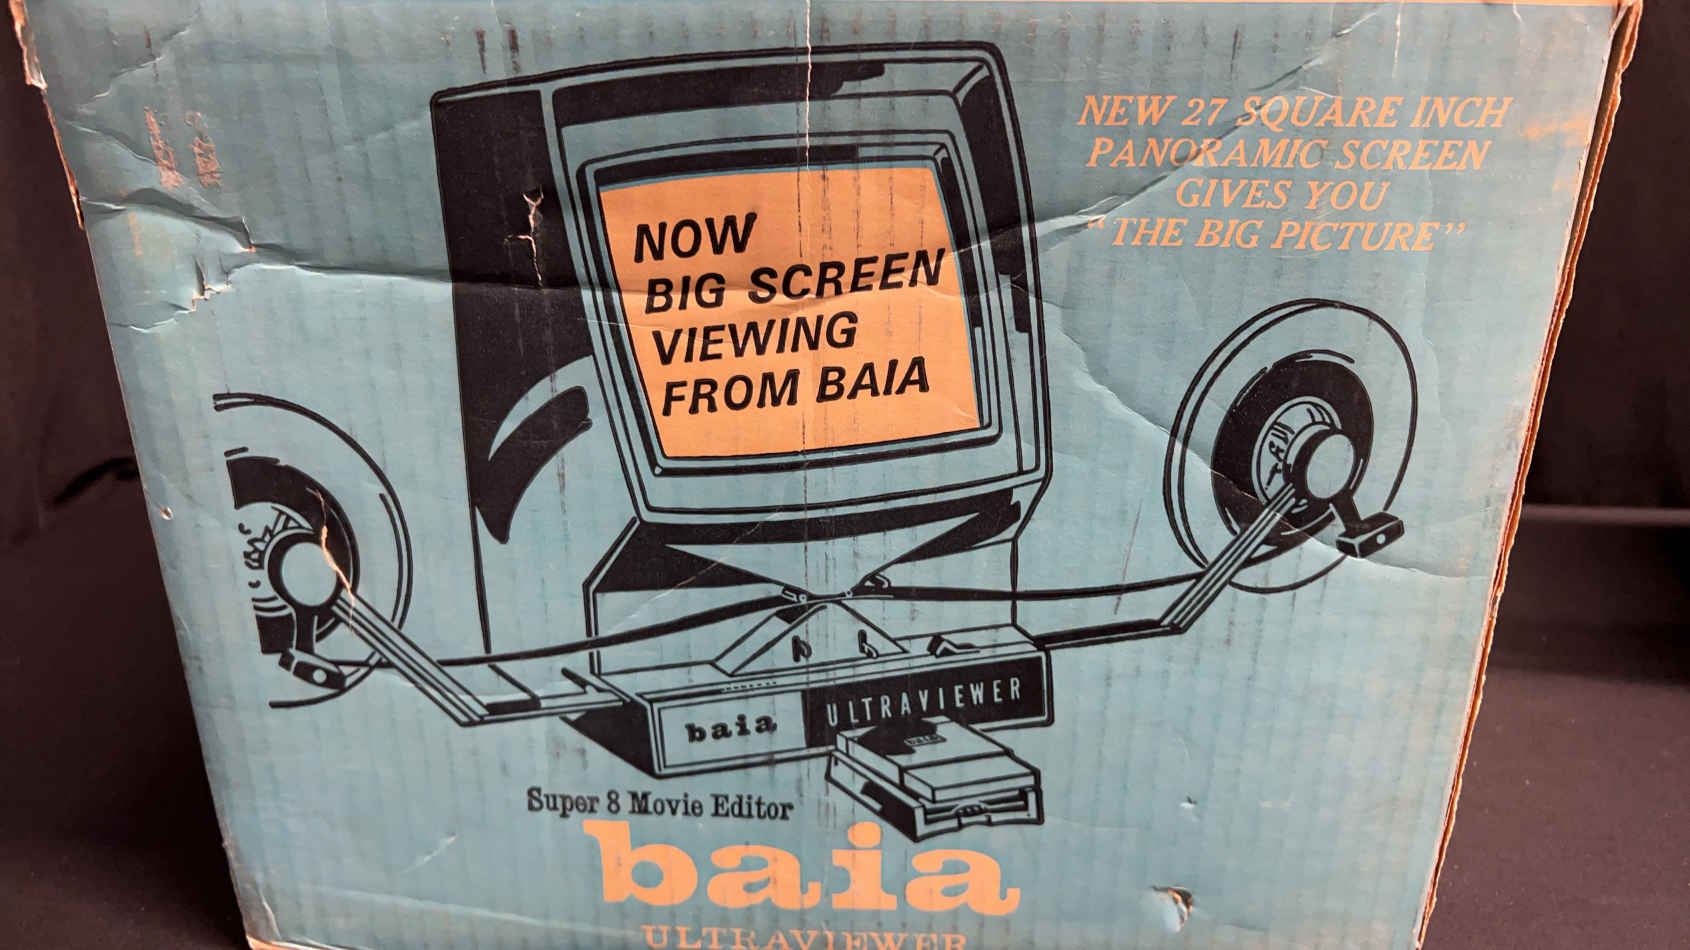 NEW 27 SQUARE INCH
PANORAMIC SCREEN
GIVES YOU
“THE BIG PICTURE”
NOW
BIG SCREEN
VIEWING
FROM BAIA
baia
ULTRAVIEWER
Super 8 Movie Editor
baia
ULTRAVIEWER